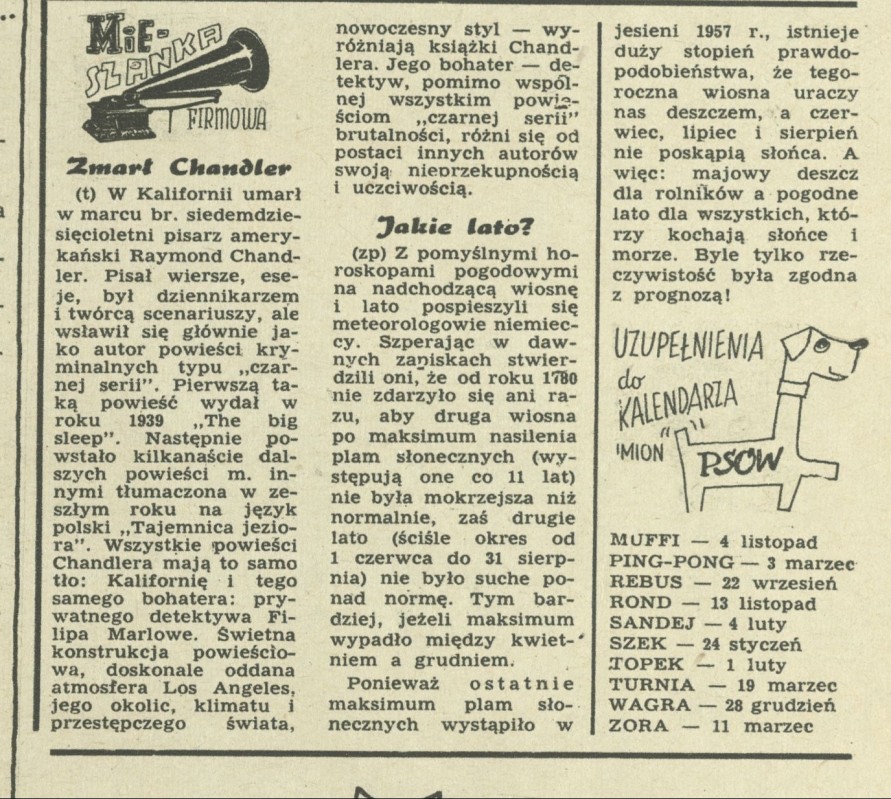 MIE-
SZANKA
FIRMOWA
Zmarł Chandler
(t) W Kalifornii umarł
w marcu br. siedemdzie-
sięcioletni pisarz amery-
kański Raymond Chand-
ler. Pisał wiersze, ese-
je, był dziennikarzem
i twórcą scenariuszy, ale
wsławił się głównie ja-
ko autor powieści kry-
minalnych typu „czar-
nej serii”. Pierwszą ta-
ką powieść wydał w
roku 1939 „The big
sleep”. Następnie po-
wstało kilkanaście dal-
szych powieści m. in-
nymi tłumaczona w ze-
szłym roku na język
polski „Tajemnica jezio-
ra”. Wszystkie powieści
Chandlera mają to samo
tło: Kalifornię i tego
samego bohatera: pry-
watnego detektywa Fi-
lipa Marlowe. Świetna
konstrukcja powieścio-
wa, doskonale oddana
atmosfera Los Angeles,
jego okolic, klimatu i
przestępczego świata,
nowoczesny styl — wy-
różniają książki Chand-
lera. Jego bohater — de-
tektyw, pomimo wspól-
nej wszystkim powie-
ściom „czarnej serii”
brutalności, różni się od
postaci innych autorów
swoją nieprzekupnością
i uczciwością.
Jakie lato?
(zp) Z pomyślnymi ho-
roskopami pogodowymi
na nadchodzącą wiosnę
i lato pospieszyli się
meteorologowie niemiec-
cy. Szperając w daw-
nych zapiskach stwier-
dzili oni, że od roku 1780
nie zdarzyło się ani ra-
zu, aby druga wiosna
po maksimum nasilenia
plam słonecznych (wy-
stępują one co 11 lat)
nie była mokrzejsza niż
normalnie, zaś drugie
lato (ściśle okres od
1 czerwca do 31 sierp-
nia) nie było suche po-
nad normę. Tym bar-
dziej, jeżeli maksimum
wypadło między kwiet-
niem a grudniem.
Ponieważ ostatnie
maksimum plam sło-
necznych wystąpiło w
jesieni 1957 r., istnieje
duży stopień prawdo-
podobieństwa, że tego-
roczna wiosna uraczy
nas deszczem, a czer-
wiec, lipiec i sierpień
nie poskąpią słońca. A
więc: majowy deszcz
dla rolników a pogodne
lato dla wszystkich, któ-
rzy kochają słońce i
morze. Byle tylko rze-
czywistość była zgodna
z prognozą!
UZUPEŁNIENIA
do
KALENDARZA
"IMION"
PSÓW
MUFFI — 4 listopad
PING-PONG — 3 marzec
REBUS — 22 wrzesień
ROND — 13 listopad
SANDEJ — 4 luty
SZEK — 24 styczeń
TOPEK — 1 luty
TURNIA — 19 marzec
WAGRA — 28 grudzień
ZORA — 11 marzec